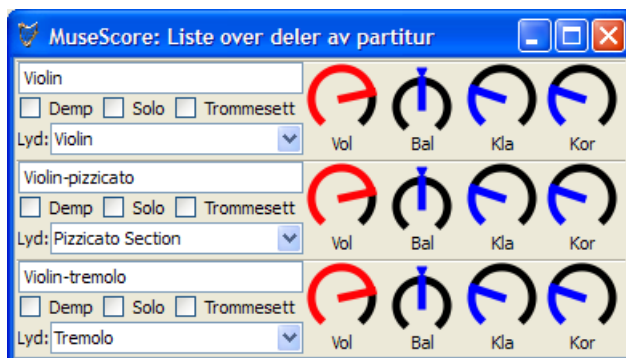 MuseScore: Liste over deler av partitur
Violin
Demp Solo Trommesett
Lyd: Violin
Vol Bal Kla Kor
Violin-pizzicato
Demp Solo Trommesett
Lyd: Pizzicato Section
Vol Bal Kla Kor
Violin-tremolo
Demp Solo Trommesett
Lyd: Tremolo
Vol Bal Kla Kor